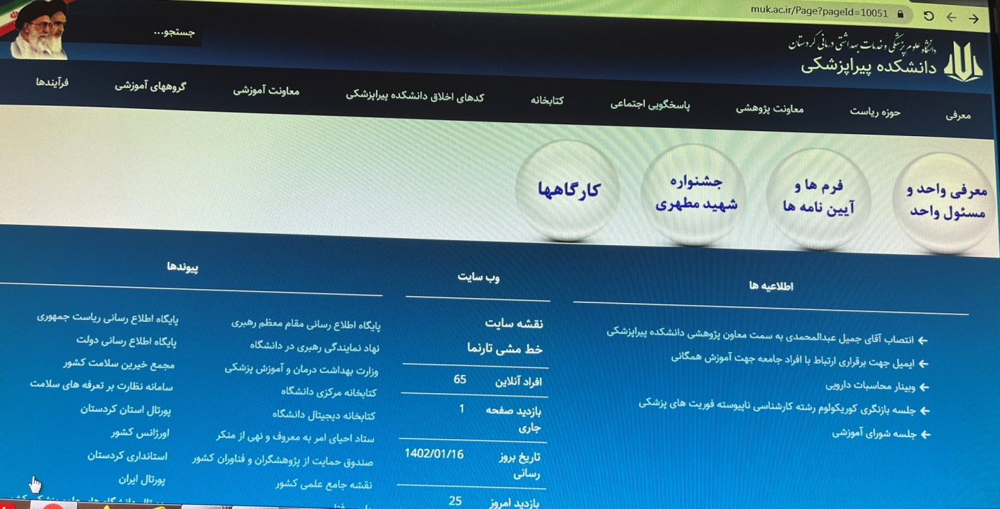 muk.ac.ir/Page?pageId=10051
دانشگاه علوم پزشکی و خدمات بهداشتی درمانی کردستان
دانشکده پیراپزشکی
جستجو...
معرفی
حوزه ریاست
معاونت پژوهشی
پاسخگویی اجتماعی
کتابخانه
کدهای اخلاق دانشکده پیراپزشکی
معاونت آموزشی
گروههای آموزشی
فرآیندها
معرفی واحد و
مسئول واحد
فرم ها و
آیین نامه ها
جشنواره
شهید مطهری
کارگاهها
اطلاعیه ها
انتصاب آقای جمیل عبدالمحمدی به سمت معاون پژوهشی دانشکده پیراپزشکی
ایمیل جهت برقراری ارتباط با افراد جامعه جهت آموزش همگانی
وبینار محاسبات دارویی
جلسه بازنگری کوریکولوم رشته کارشناسی ناپیوسته فوریت های پزشکی
جلسه شورای آموزشی
وب سایت
نقشه سایت
خط مشی تارنما
افراد آنلاین 65
بازدید صفحه 1
جاری
تاریخ بروز 1402/01/16
رسانی
بازدید امروز 25
پیوندها
پایگاه اطلاع رسانی مقام معظم رهبری
نهاد نمایندگی رهبری در دانشگاه
وزارت بهداشت درمان و آموزش پزشکی
کتابخانه مرکزی دانشگاه
کتابخانه دیجیتال دانشگاه
ستاد احیای امر به معروف و نهی از منکر
صندوق حمایت از پژوهشگران و فناوران کشور
نقشه جامع علمی کشور
پایگاه اطلاع رسانی ریاست جمهوری
پایگاه اطلاع رسانی دولت
مجمع خیرین سلامت کشور
سامانه نظارت بر تعرفه های سلامت
پورتال استان کردستان
اورژانس کشور
استانداری کردستان
پورتال ایران